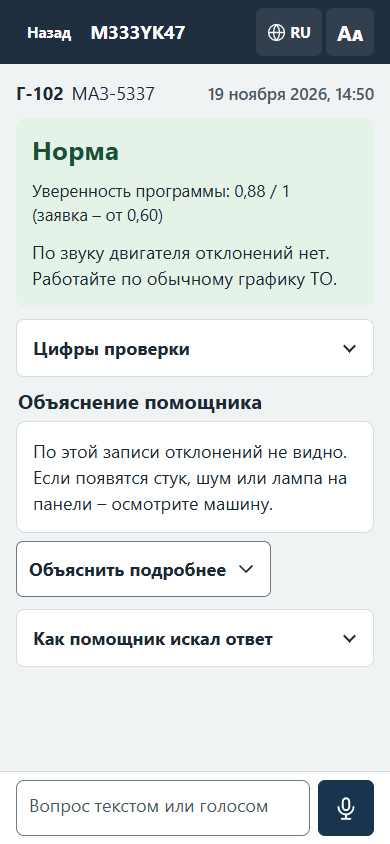 Назад M333YK47 RU Aᴀ
Г-102 МАЗ-5337 19 ноября 2026, 14:50
Норма
Уверенность программы: 0,88 / 1
(заявка – от 0,60)
По звуку двигателя отклонений нет.
Работайте по обычному графику ТО.
Цифры проверки
Объяснение помощника
По этой записи отклонений не видно.
Если появятся стук, шум или лампа на
панели – осмотрите машину.
Объяснить подробнее
Как помощник искал ответ
Вопрос текстом или голосом